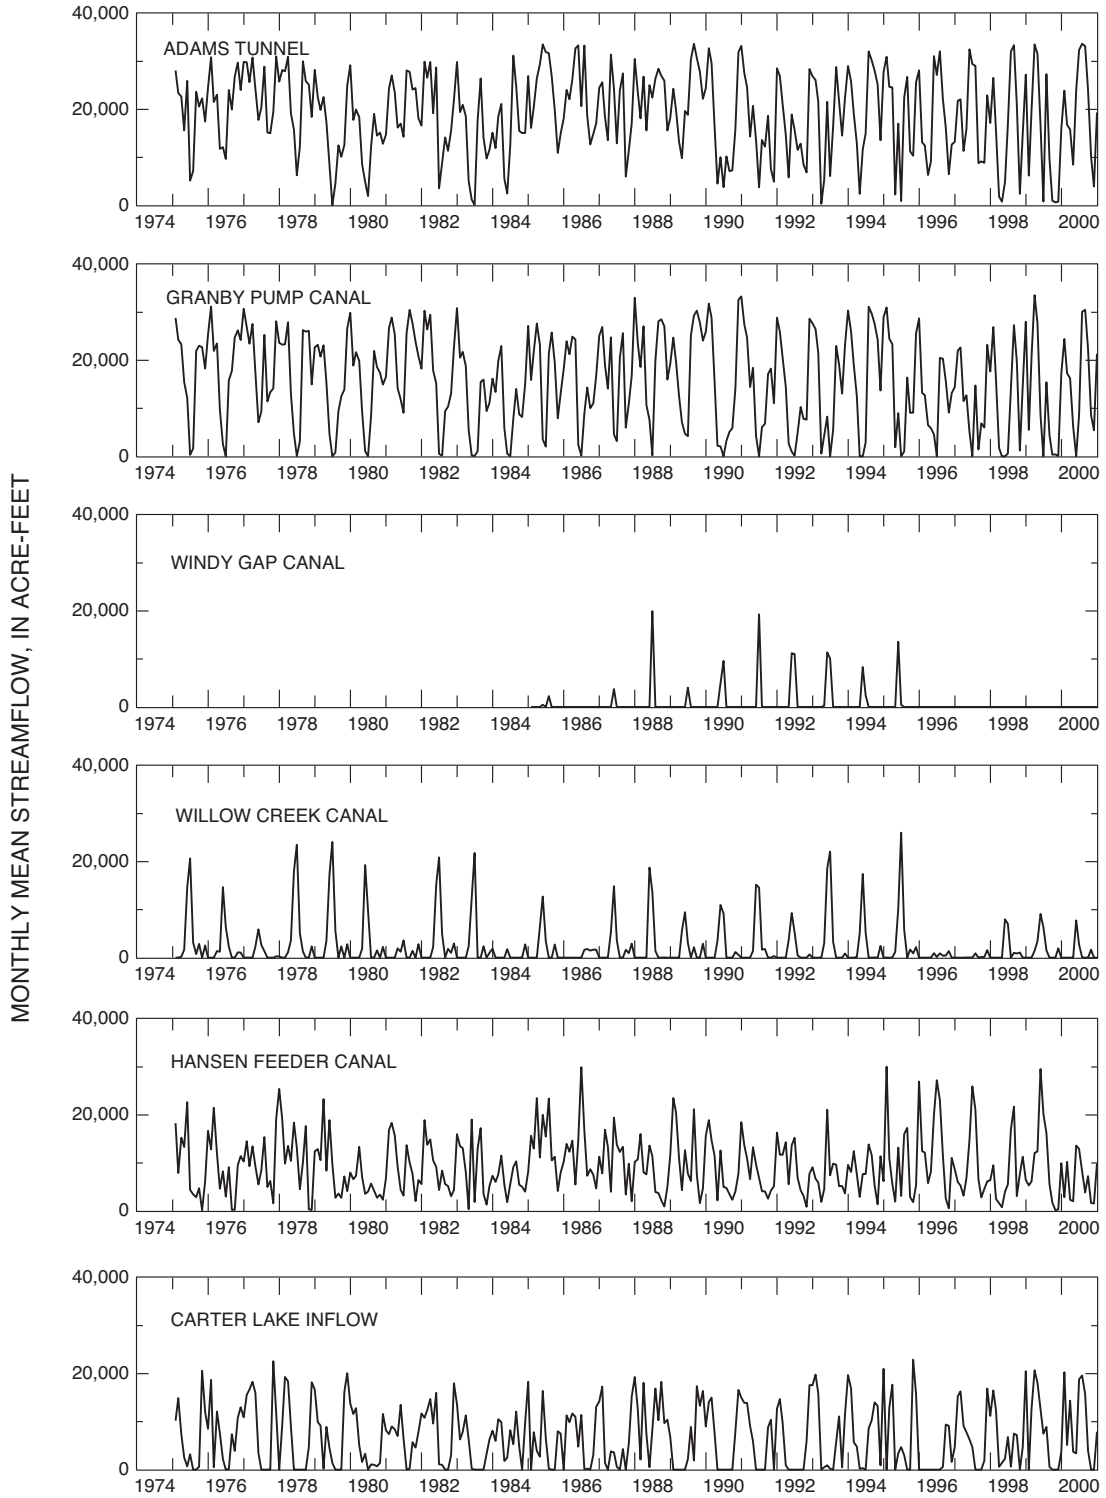 MONTHLY MEAN STREAMFLOW, IN ACRE-FEET
40,000
ADAMS TUNNEL
20,000
0
1974 1976 1978 1980 1982 1984 1986 1988 1990 1992 1994 1996 1998 2000
40,000
GRANBY PUMP CANAL
20,000
0
1974 1976 1978 1980 1982 1984 1986 1988 1990 1992 1994 1996 1998 2000
40,000
WINDY GAP CANAL
20,000
0
1974 1976 1978 1980 1982 1984 1986 1988 1990 1992 1994 1996 1998 2000
40,000
WILLOW CREEK CANAL
20,000
0
1974 1976 1978 1980 1982 1984 1986 1988 1990 1992 1994 1996 1998 2000
40,000
HANSEN FEEDER CANAL
20,000
0
1974 1976 1978 1980 1982 1984 1986 1988 1990 1992 1994 1996 1998 2000
40,000
CARTER LAKE INFLOW
20,000
0
1974 1976 1978 1980 1982 1984 1986 1988 1990 1992 1994 1996 1998 2000